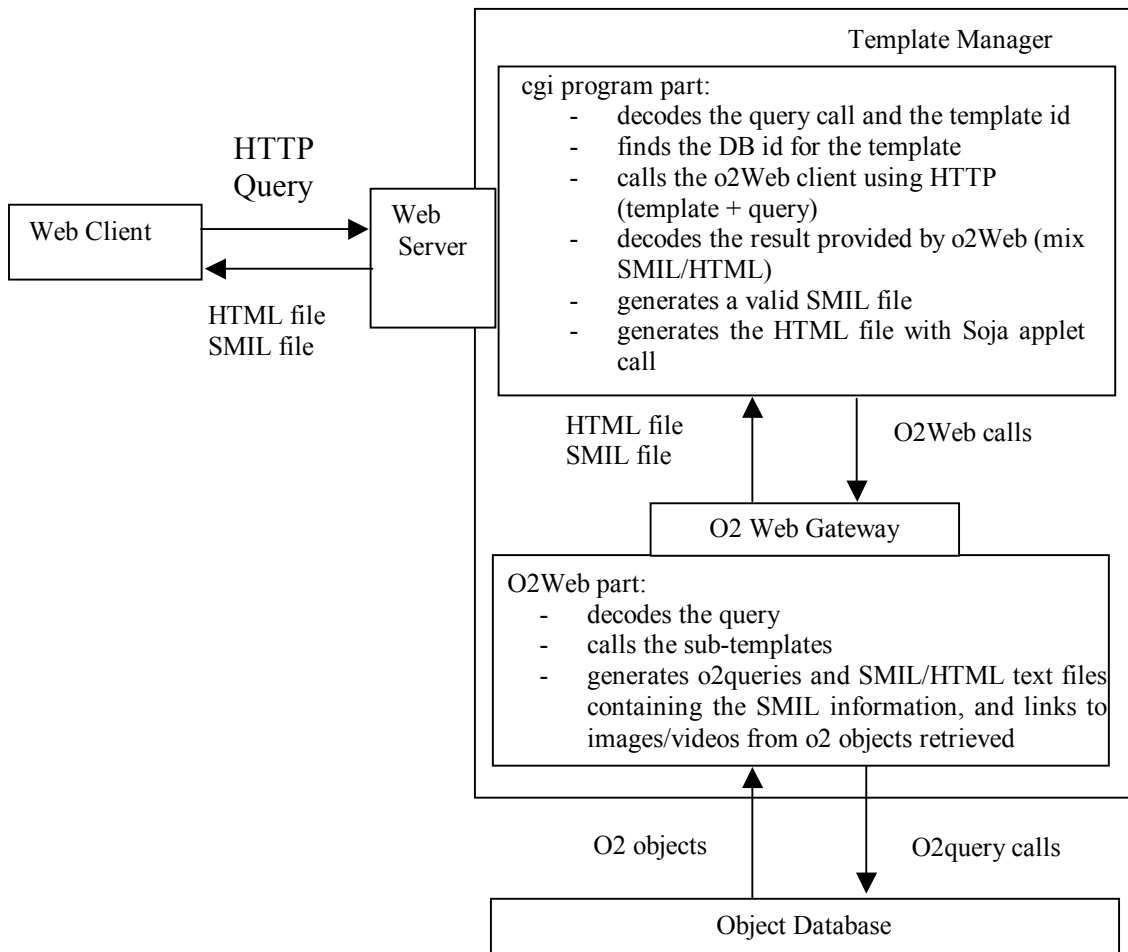 Template Manager
cgi program part:
- decodes the query call and the template id
- finds the DB id for the template
- calls the o2Web client using HTTP
(template + query)
- decodes the result provided by o2Web (mix
SMIL/HTML)
- generates a valid SMIL file
- generates the HTML file with Soja applet
call
HTTP
Query
Web Client
Web
Server
HTML file
SMIL file
HTML file
SMIL file
O2Web calls
O2 Web Gateway
O2Web part:
- decodes the query
- calls the sub-templates
- generates o2queries and SMIL/HTML text files
containing the SMIL information, and links to
images/videos from o2 objects retrieved
O2 objects
O2query calls
Object Database